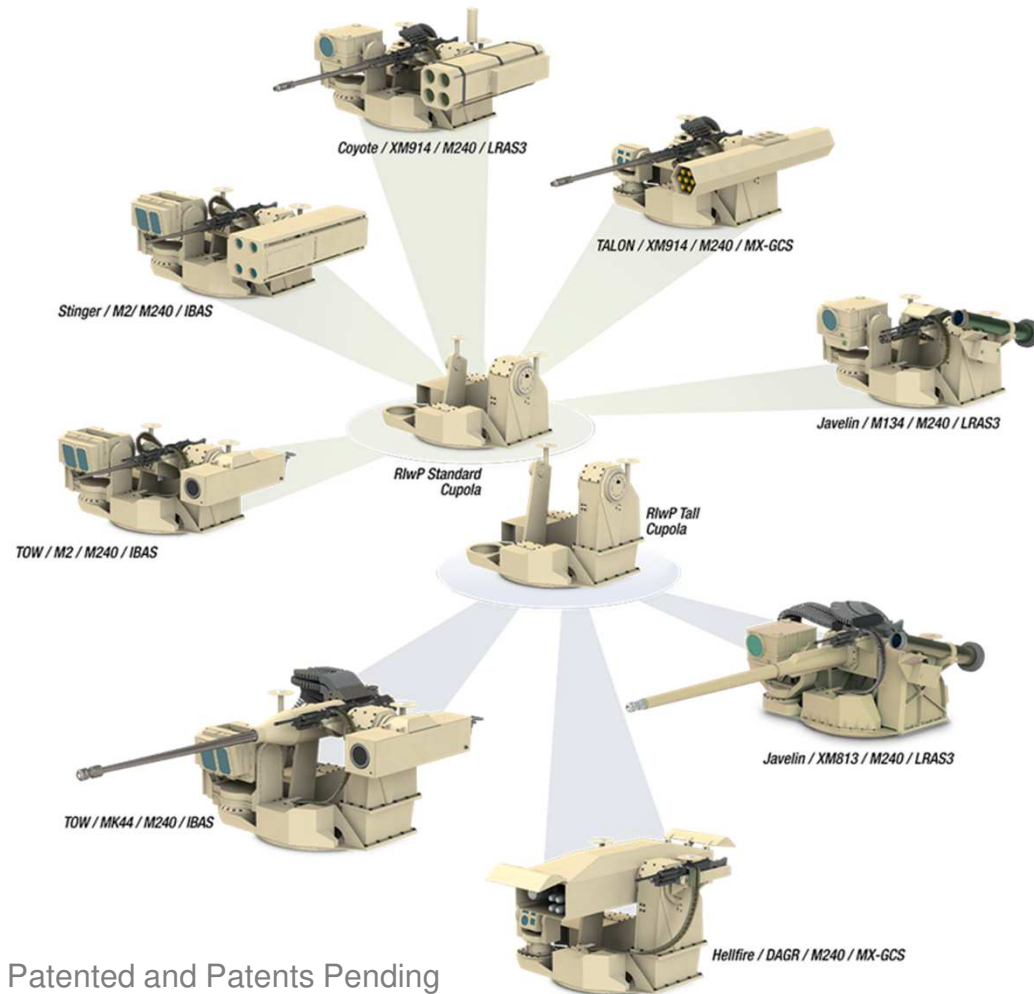 Coyote / XM914 / M240 / LRAS3
TALON / XM914 / M240 / MX-GCS
Stinger / M2/ M240 / IBAS
Javelin / M134 / M240 / LRAS3
RIwP Standard
Cupola
RIwP Tall
Cupola
TOW / M2 / M240 / IBAS
Javelin / XM813 / M240 / LRAS3
TOW / MK44 / M240 / IBAS
Hellfire / DAGR / M240 / MX-GCS
Patented and Patents Pending